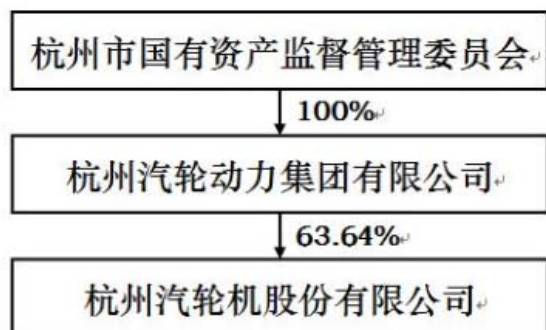 杭州市国有资产监督管理委员会
100%
杭州汽轮动力集团有限公司
63.64%
杭州汽轮机股份有限公司